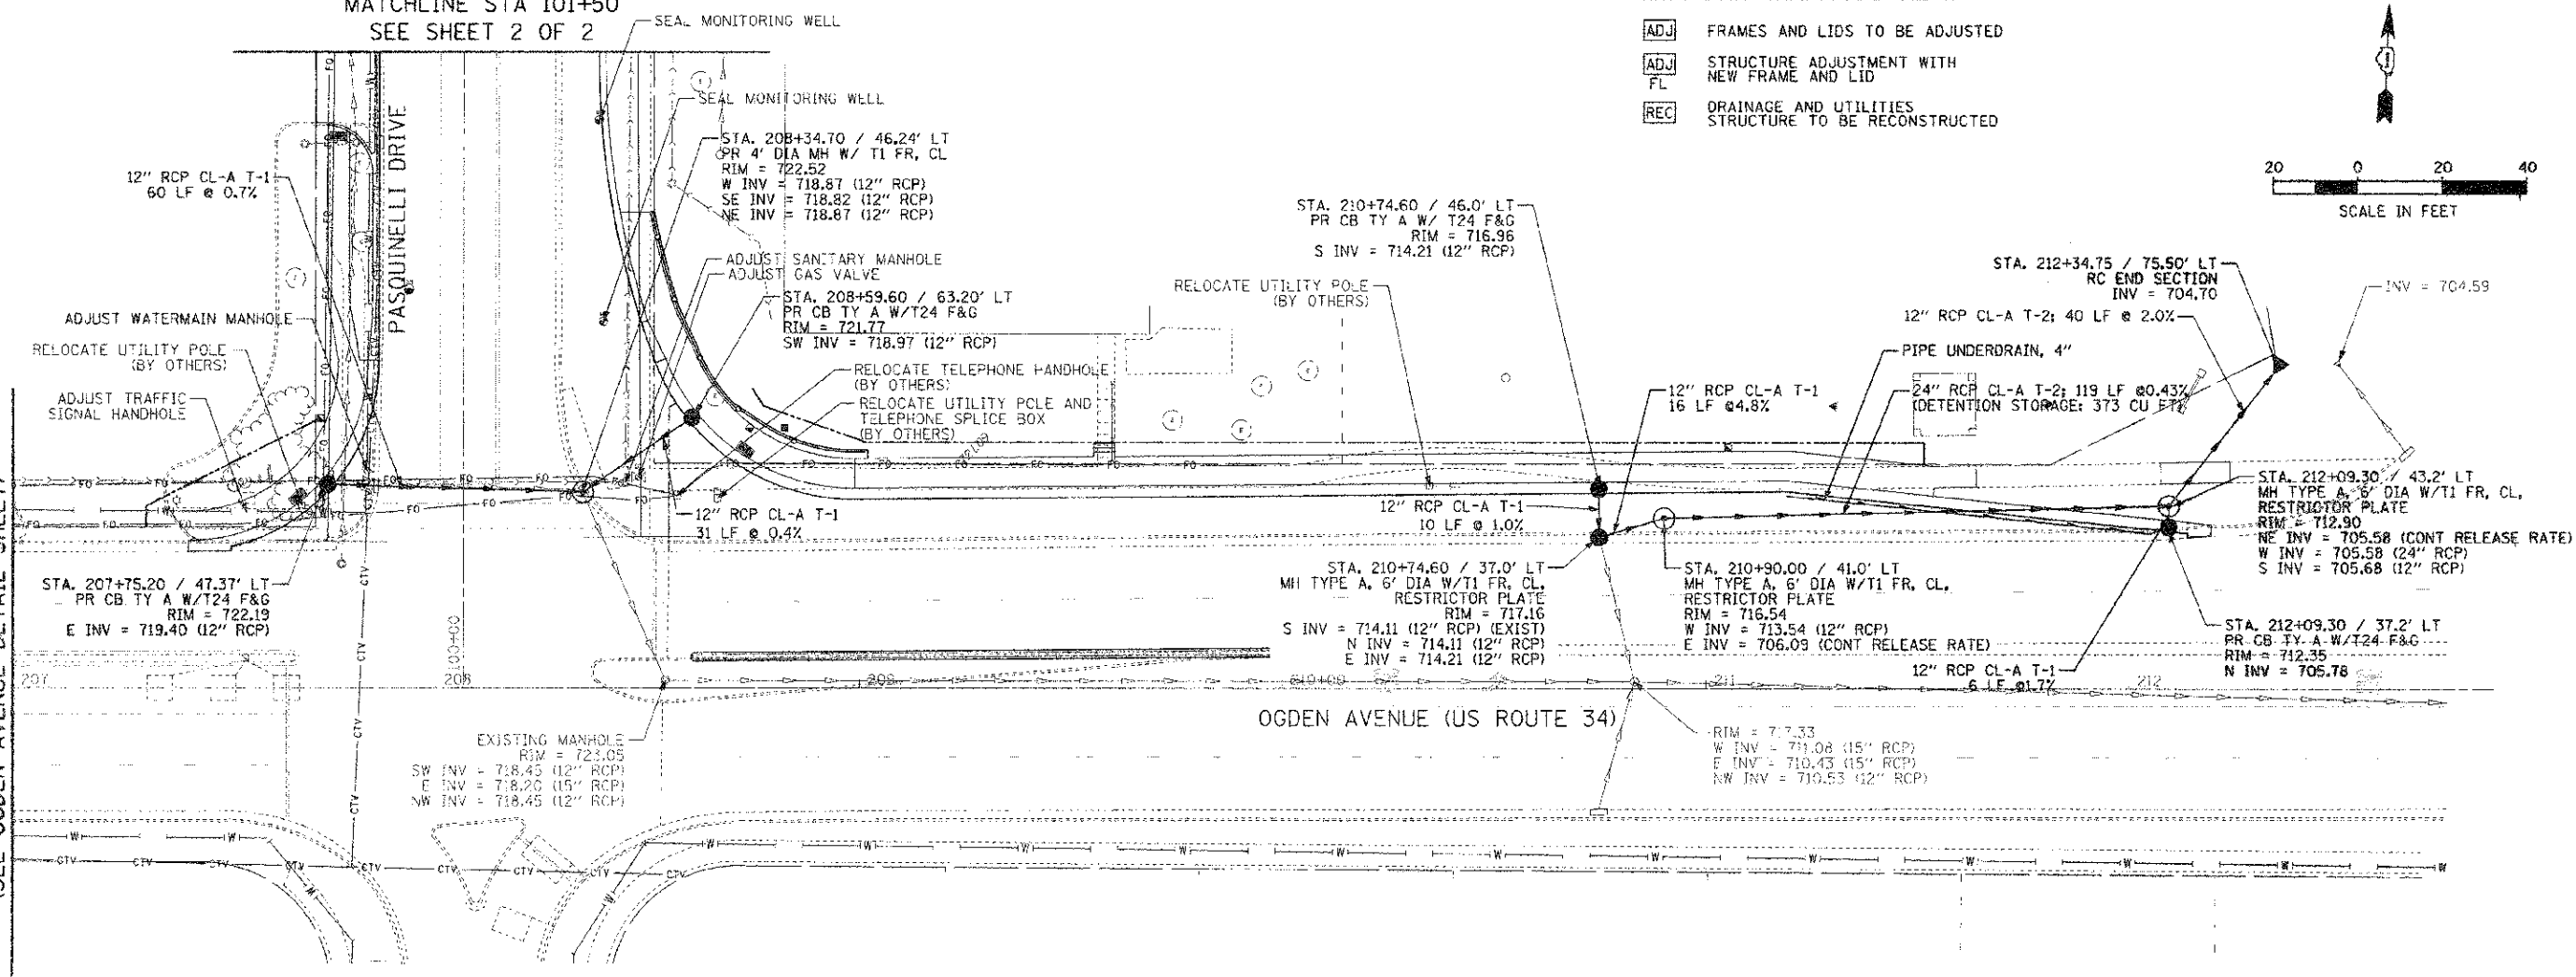 MATCHLINE STA 101+50
SEE SHEET 2 OF 2
SEAL MONITORING WELL
SEAL MONITORING WELL
STA. 208+34.70 / 46.24' LT
PR 4' DIA MH W/ T1 FR, CL
RIM = 722.52
W INV = 718.87 (12" RCP)
SE INV = 718.82 (12" RCP)
NE INV = 718.87 (12" RCP)
ADJ FRAMES AND LIDS TO BE ADJUSTED
ADJ STRUCTURE ADJUSTMENT WITH
FL NEW FRAME AND LID
REC DRAINAGE AND UTILITIES
STRUCTURE TO BE RECONSTRUCTED
20 0 20 40
SCALE IN FEET
PASQUINELLI DRIVE
12" RCP CL-A T-1
60 LF @ 0.7%
ADJUST WATERMAIN MANHOLE
RELOCATE UTILITY POLE
(BY OTHERS)
ADJUST TRAFFIC
SIGNAL HANDHOLE
ADJUST SANITARY MANHOLE
ADJUST GAS VALVE
STA. 208+59.60 / 63.20' LT
PR CB TY A W/T24 F&G
RIM = 721.77
SW INV = 718.97 (12" RCP)
RELOCATE TELEPHONE HANDHOLE
(BY OTHERS)
RELOCATE UTILITY POLE AND
TELEPHONE SPLICE BOX
(BY OTHERS)
STA. 210+74.60 / 46.0' LT
PR CB TY A W/ T24 F&G
RIM = 716.96
S INV = 714.21 (12" RCP)
RELOCATE UTILITY POLE
(BY OTHERS)
STA. 212+34.75 / 75.50' LT
RC END SECTION
INV = 704.70
INV = 704.59
12" RCP CL-A T-2; 40 LF @ 2.0%
PIPE UNDERDRAIN, 4"
12" RCP CL-A T-1
16 LF @4.8%
24" RCP CL-A T-2; 119 LF @0.43%
(DETENTION STORAGE: 373 CU FT)
12" RCP CL-A T-1
31 LF @ 0.4%
12" RCP CL-A T-1
10 LF @ 1.0%
STA. 212+09.30 / 43.2' LT
MH TYPE A, 6' DIA W/T1 FR, CL,
RESTRICTOR PLATE
RIM = 712.90
NE INV = 705.58 (CONT RELEASE RATE)
W INV = 705.58 (24" RCP)
S INV = 705.68 (12" RCP)
STA. 207+75.20 / 47.37' LT
PR CB TY A W/T24 F&G
RIM = 722.19
E INV = 719.40 (12" RCP)
STA. 210+74.60 / 37.0' LT
MH TYPE A, 6' DIA W/T1 FR, CL,
RESTRICTOR PLATE
RIM = 717.16
S INV = 714.11 (12" RCP) (EXIST)
N INV = 714.11 (12" RCP)
E INV = 714.21 (12" RCP)
STA. 210+90.00 / 41.0' LT
MH TYPE A, 6' DIA W/T1 FR, CL,
RESTRICTOR PLATE
RIM = 716.54
W INV = 713.54 (12" RCP)
E INV = 706.09 (CONT RELEASE RATE)
STA. 212+09.30 / 37.2' LT
PR CB TY A W/T24 F&G
RIM = 712.35
N INV = 705.78
12" RCP CL-A T-1
6 LF @1.7%
100+00
207 208 209 210+00 211 212
OGDEN AVENUE (US ROUTE 34)
EXISTING MANHOLE
RIM = 723.05
SW INV = 718.45 (12" RCP)
E INV = 718.20 (15" RCP)
NW INV = 718.45 (12" RCP)
RIM = 717.33
W INV = 711.08 (15" RCP)
E INV = 710.43 (15" RCP)
NW INV = 710.53 (12" RCP)